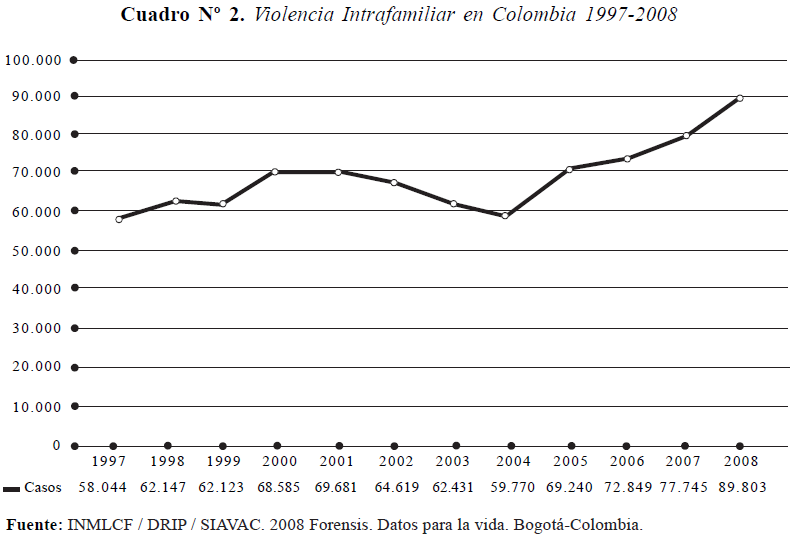 Cuadro Nº 2. Violencia Intrafamiliar en Colombia 1997-2008
100.000
90.000
80.000
70.000
60.000
50.000
40.000
30.000
20.000
10.000
0
1997 1998 1999 2000 2001 2002 2003 2004 2005 2006 2007 2008
Casos 58.044 62.147 62.123 68.585 69.681 64.619 62.431 59.770 69.240 72.849 77.745 89.803
Fuente: INMLCF / DRIP / SIAVAC. 2008 Forensis. Datos para la vida. Bogotá-Colombia.